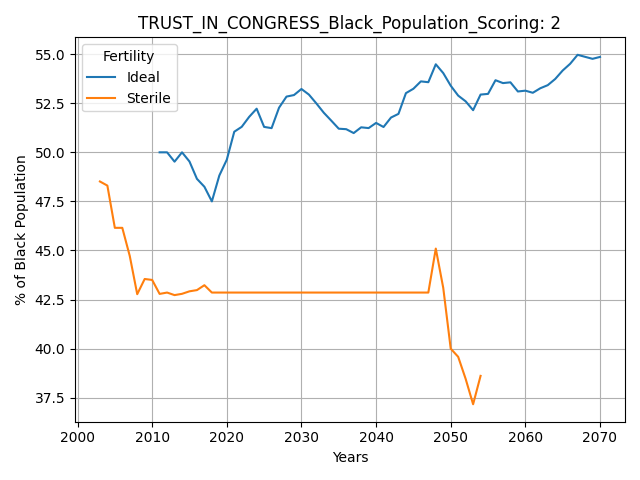 TRUST_IN_CONGRESS_Black_Population_Scoring: 2
Fertility
Ideal
Sterile
% of Black Population
55.0
52.5
50.0
47.5
45.0
42.5
40.0
37.5
2000 2010 2020 2030 2040 2050 2060 2070
Years